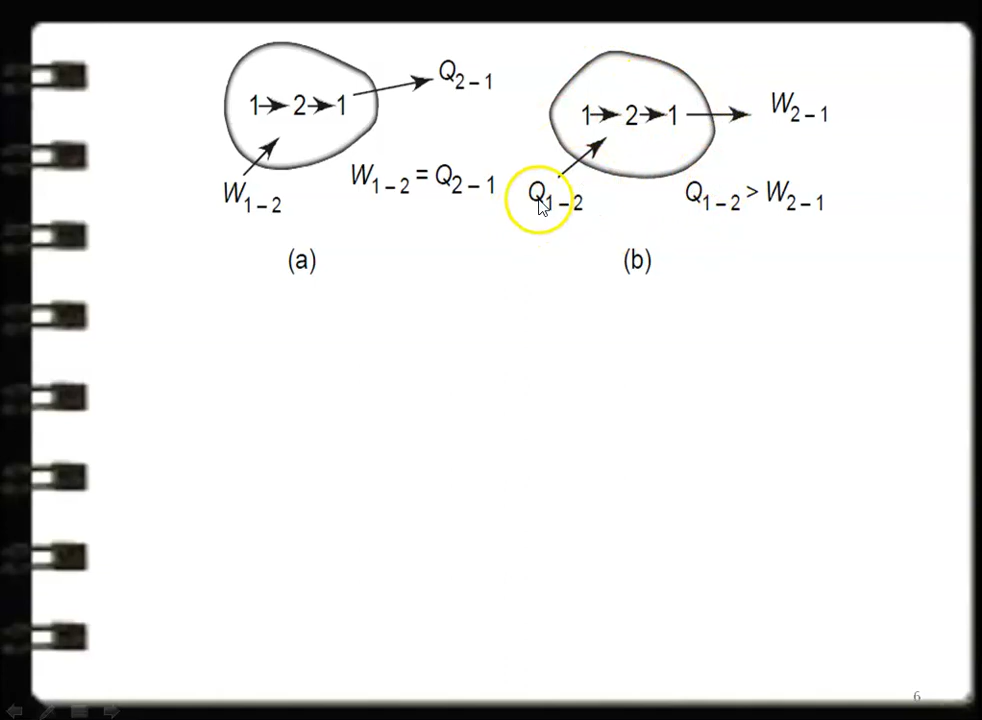 1 → 2 → 1
Q₂₋₁
W₁₋₂
W₁₋₂ = Q₂₋₁
(a)
1 → 2 → 1
W₂₋₁
Q₁₋₂
Q₁₋₂ > W₂₋₁
(b)
6